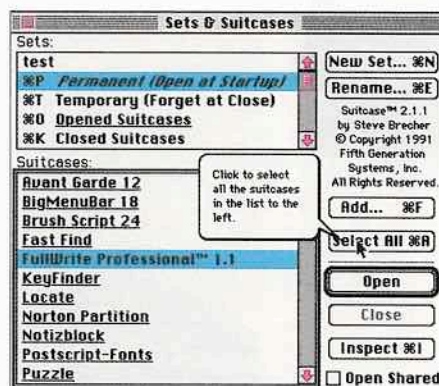 Sets & Suitcases
Sets:
test
⌘P Permanent (Open at Startup)
⌘T Temporary (Forget at Close)
⌘O Opened Suitcases
⌘K Closed Suitcases
New Set... ⌘N
Rename... ⌘E
Suitcase™ 2.1.1
by Steve Brecher
© Copyright 1991
Fifth Generation
Systems, Inc.
All Rights Reserved.
Add... ⌘F
Select All ⌘A
Open
Close
Inspect ⌘I
Open Shared
Suitcases:
Avant Garde 12
BigMenuBar 18
Brush Script 24
Fast Find
FullWrite Professional™ 1.1
KeyFinder
Locate
Norton Partition
Notizblock
Postscript-Fonts
Puzzle
Click to select
all the suitcases
in the list to the
left.